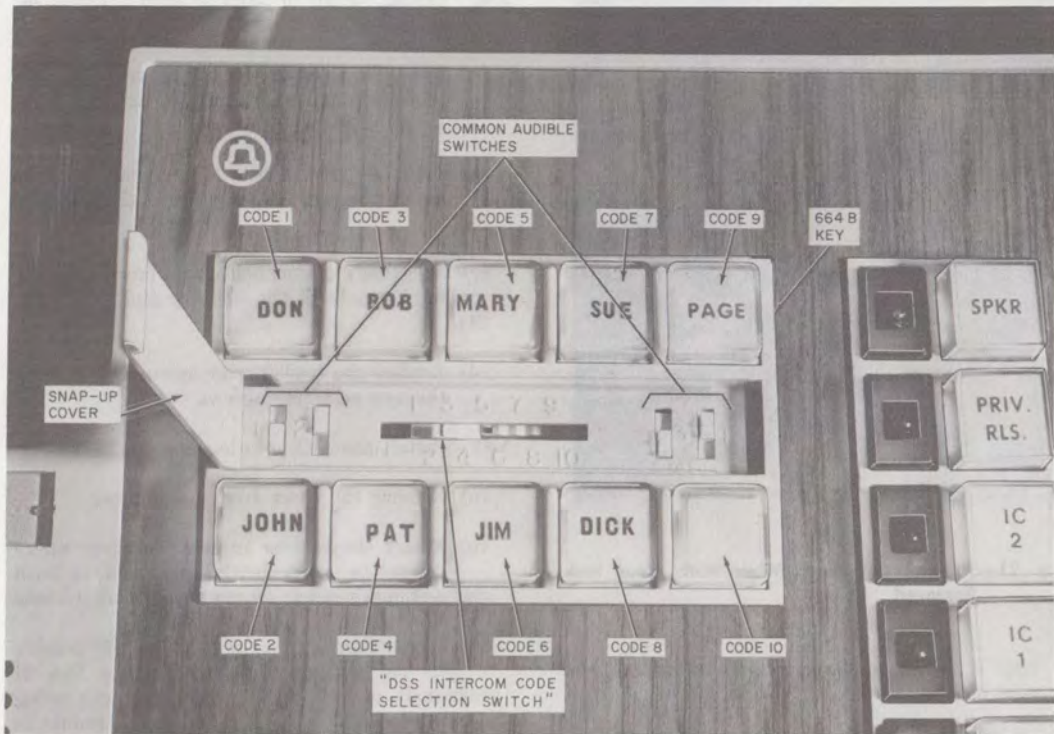 COMMON AUDIBLE
SWITCHES
CODE 1
CODE 3
CODE 5
CODE 7
CODE 9
664 B
KEY
DON
BOB
MARY
SUE
PAGE
SPKR
SNAP-UP
COVER
PRIV.
RLS.
8 10
JOHN
PAT
JIM
DICK
IC
2
CODE 2
CODE 4
CODE 6
CODE 8
CODE 10
IC
1
"DSS INTERCOM CODE
SELECTION SWITCH"